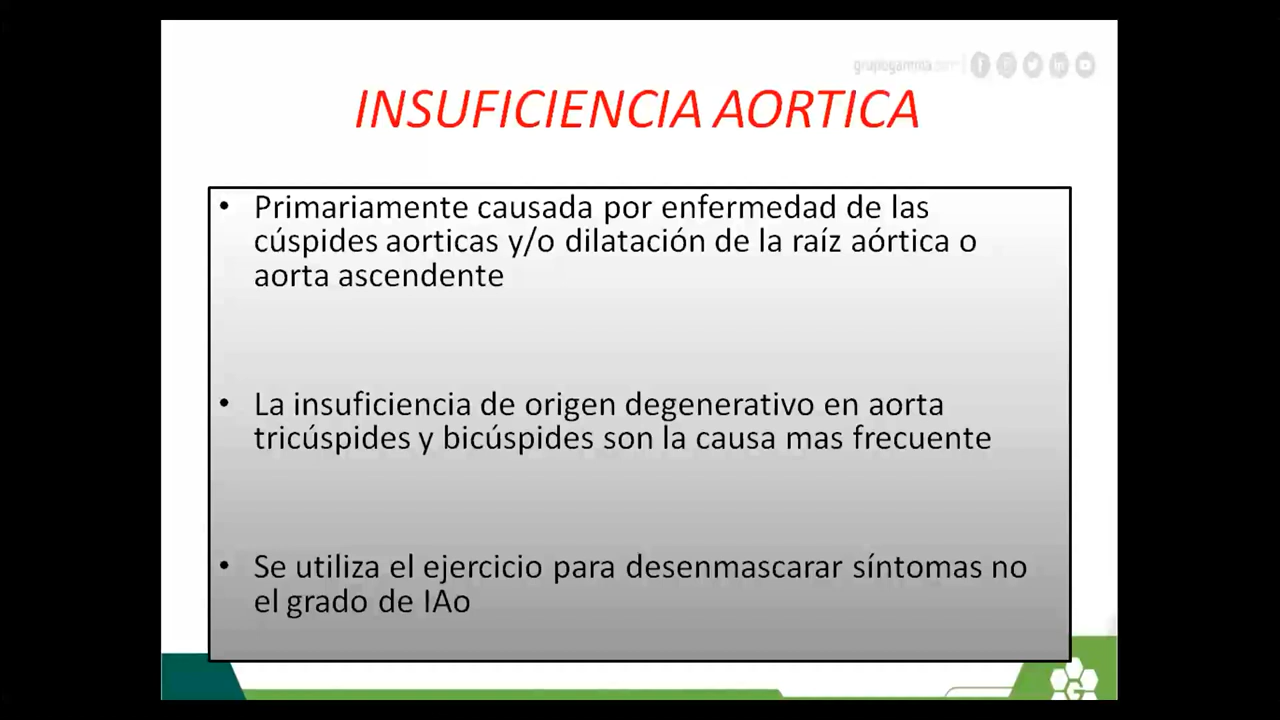 INSUFICIENCIA AORTICA
• Primariamente causada por enfermedad de las
cúspides aorticas y/o dilatación de la raíz aórtica o
aorta ascendente
• La insuficiencia de origen degenerativo en aorta
tricúspides y bicúspides son la causa mas frecuente
• Se utiliza el ejercicio para desenmascarar síntomas no
el grado de IAo